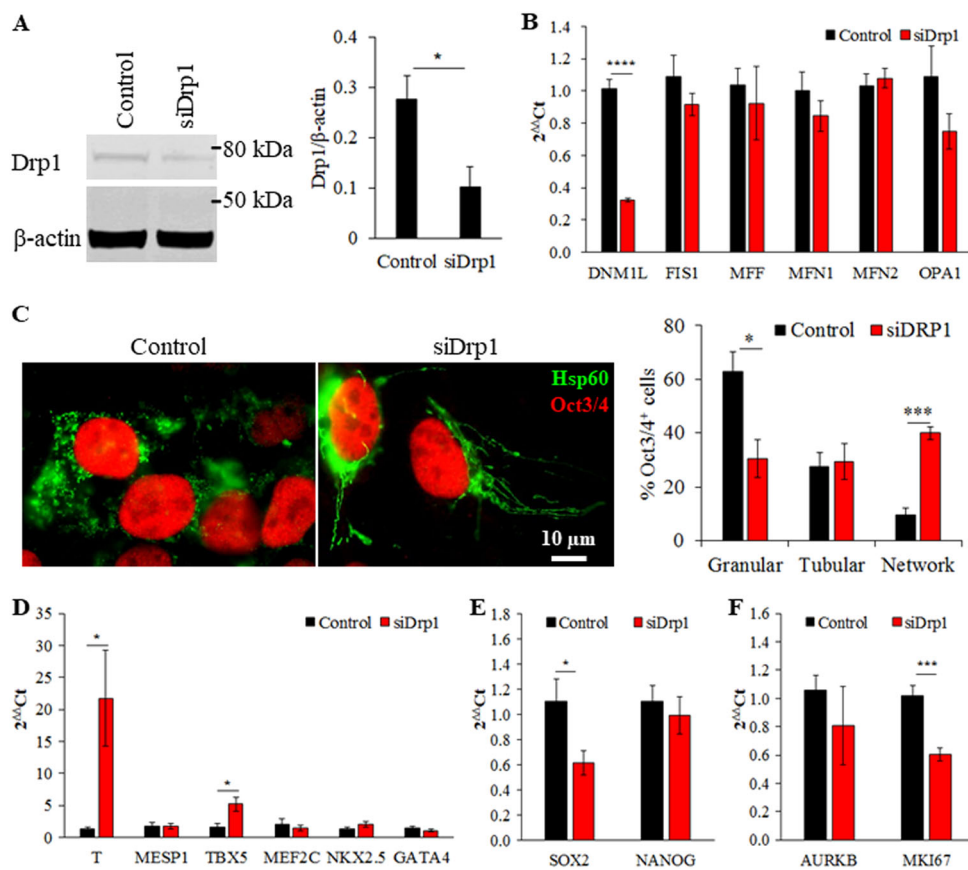 A
Control
siDrp1
Drp1
80 kDa
50 kDa
β-actin
Drp1/β-actin
0.4
0.3
0.2
0.1
0
*
Control siDrp1
B
Control siDrp1
2^ΔΔCt
1.4
1.2
1.0
0.8
0.6
0.4
0.2
0.0
****
DNM1L FIS1 MFF MFN1 MFN2 OPA1
C
Control
siDrp1
Hsp60
Oct3/4
10 µm
Control siDRP1
% Oct3/4⁺ cells
80
60
40
20
0
*
***
Granular Tubular Network
D
Control siDrp1
2^ΔΔCt
35
30
25
20
15
10
5
0
*
*
T MESP1 TBX5 MEF2C NKX2.5 GATA4
E
Control siDrp1
2^ΔΔCt
1.8
1.6
1.4
1.2
1.0
0.8
0.6
0.4
0.2
0.0
*
SOX2 NANOG
F
Control siDrp1
2^ΔΔCt
1.6
1.4
1.2
1.0
0.8
0.6
0.4
0.2
0.0
***
AURKB MKI67